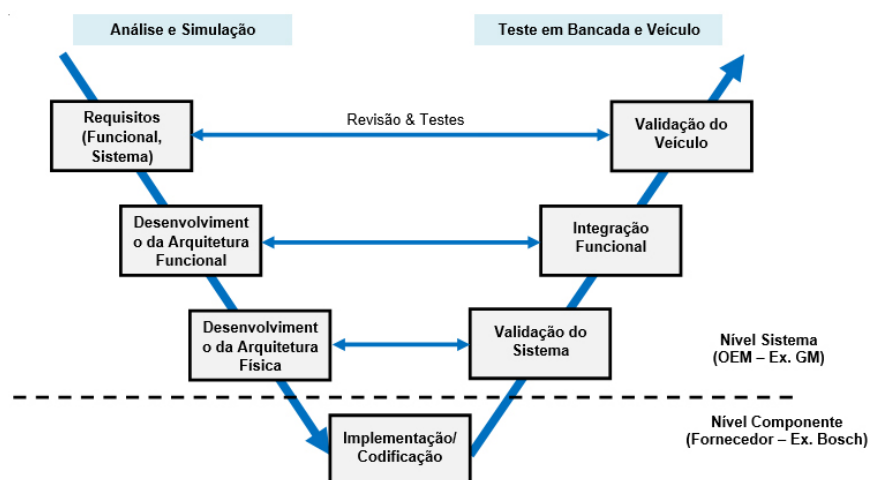 Análise e Simulação
Teste em Bancada e Veículo
Requisitos
(Funcional,
Sistema)
Revisão & Testes
Validação do
Veículo
Desenvolviment
o da Arquitetura
Funcional
Integração
Funcional
Desenvolviment
o da Arquitetura
Física
Validação do
Sistema
Nível Sistema
(OEM – Ex. GM)
Implementação/
Codificação
Nível Componente
(Fornecedor – Ex. Bosch)